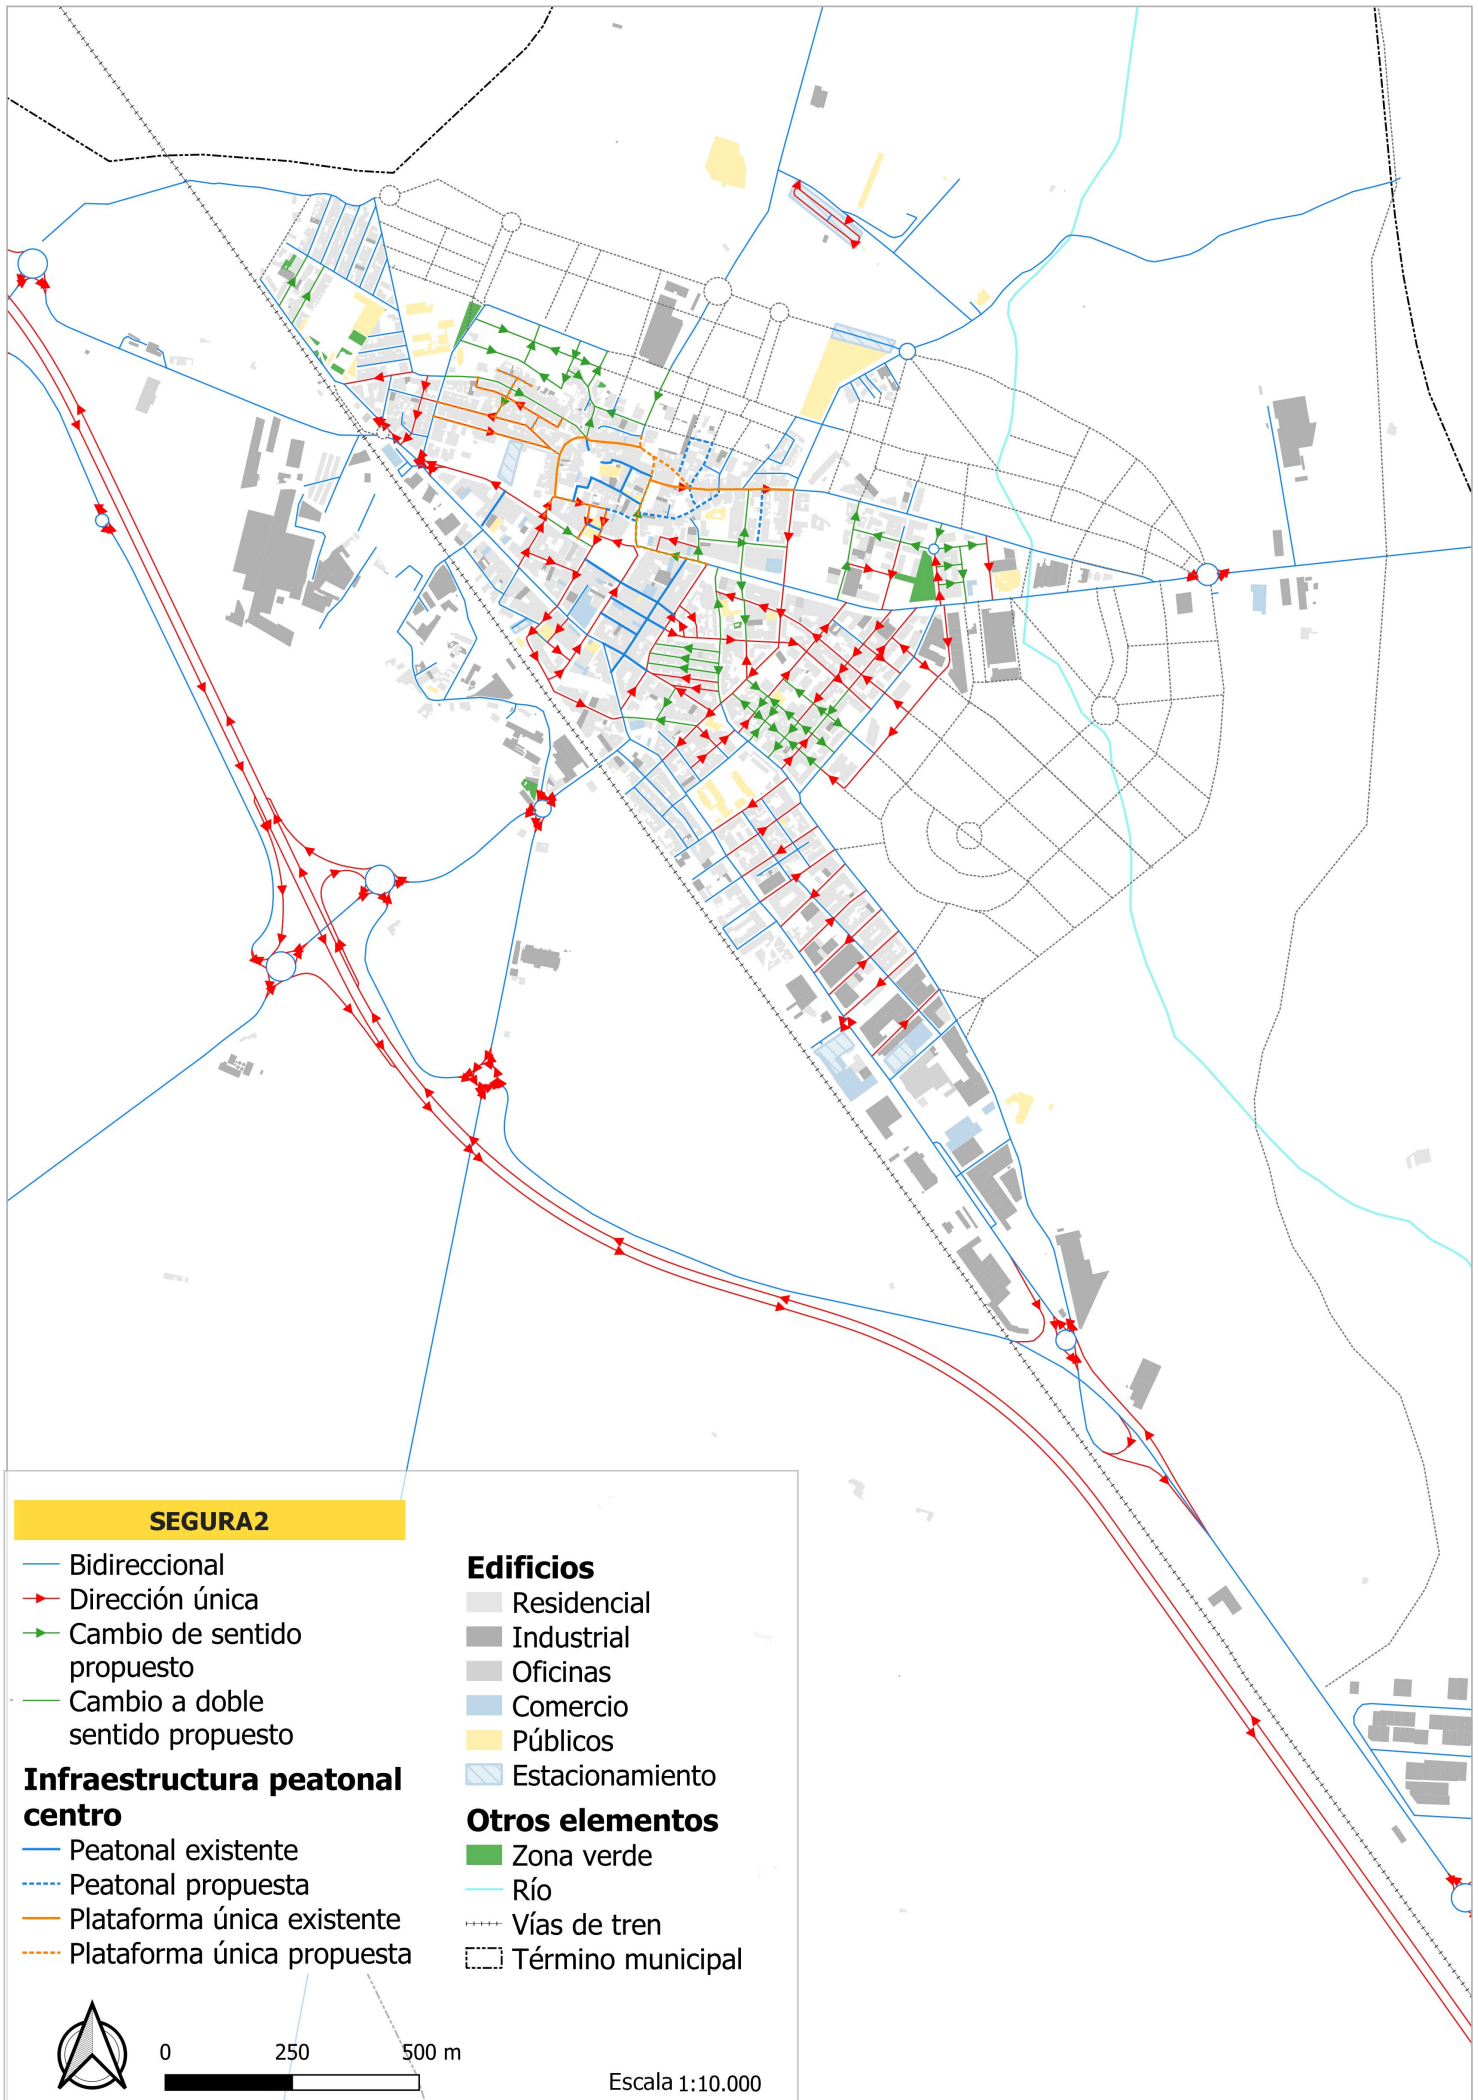 SEGURA2
Bidireccional
Dirección única
Cambio de sentido
propuesto
Cambio a doble
sentido propuesto
Infraestructura peatonal
centro
Peatonal existente
Peatonal propuesta
Plataforma única existente
Plataforma única propuesta
Edificios
Residencial
Industrial
Oficinas
Comercio
Públicos
Estacionamiento
Otros elementos
Zona verde
Río
Vías de tren
Término municipal
0 250 500 m
Escala 1:10.000